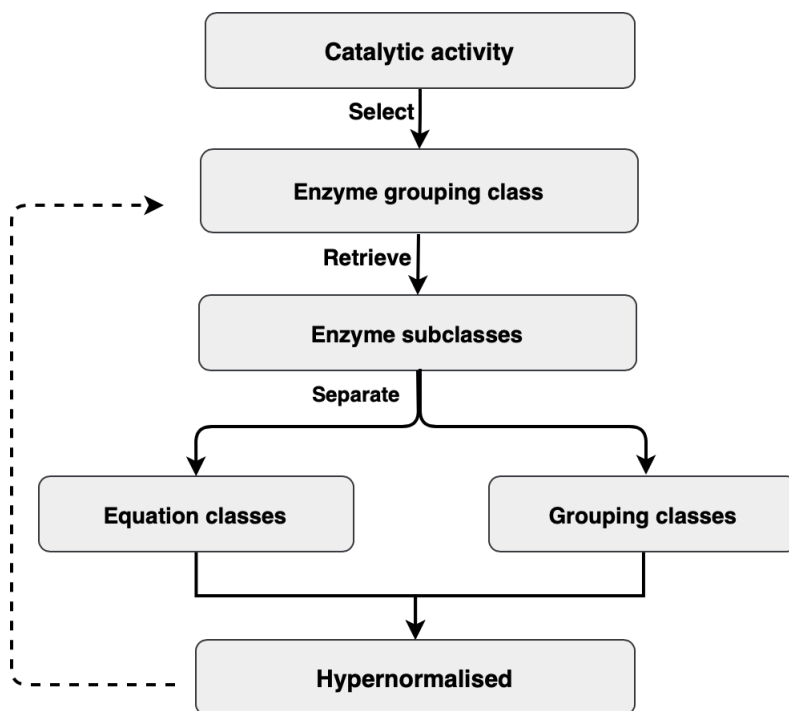 Catalytic activity
Select
Enzyme grouping class
Retrieve
Enzyme subclasses
Separate
Equation classes
Grouping classes
Hypernormalised